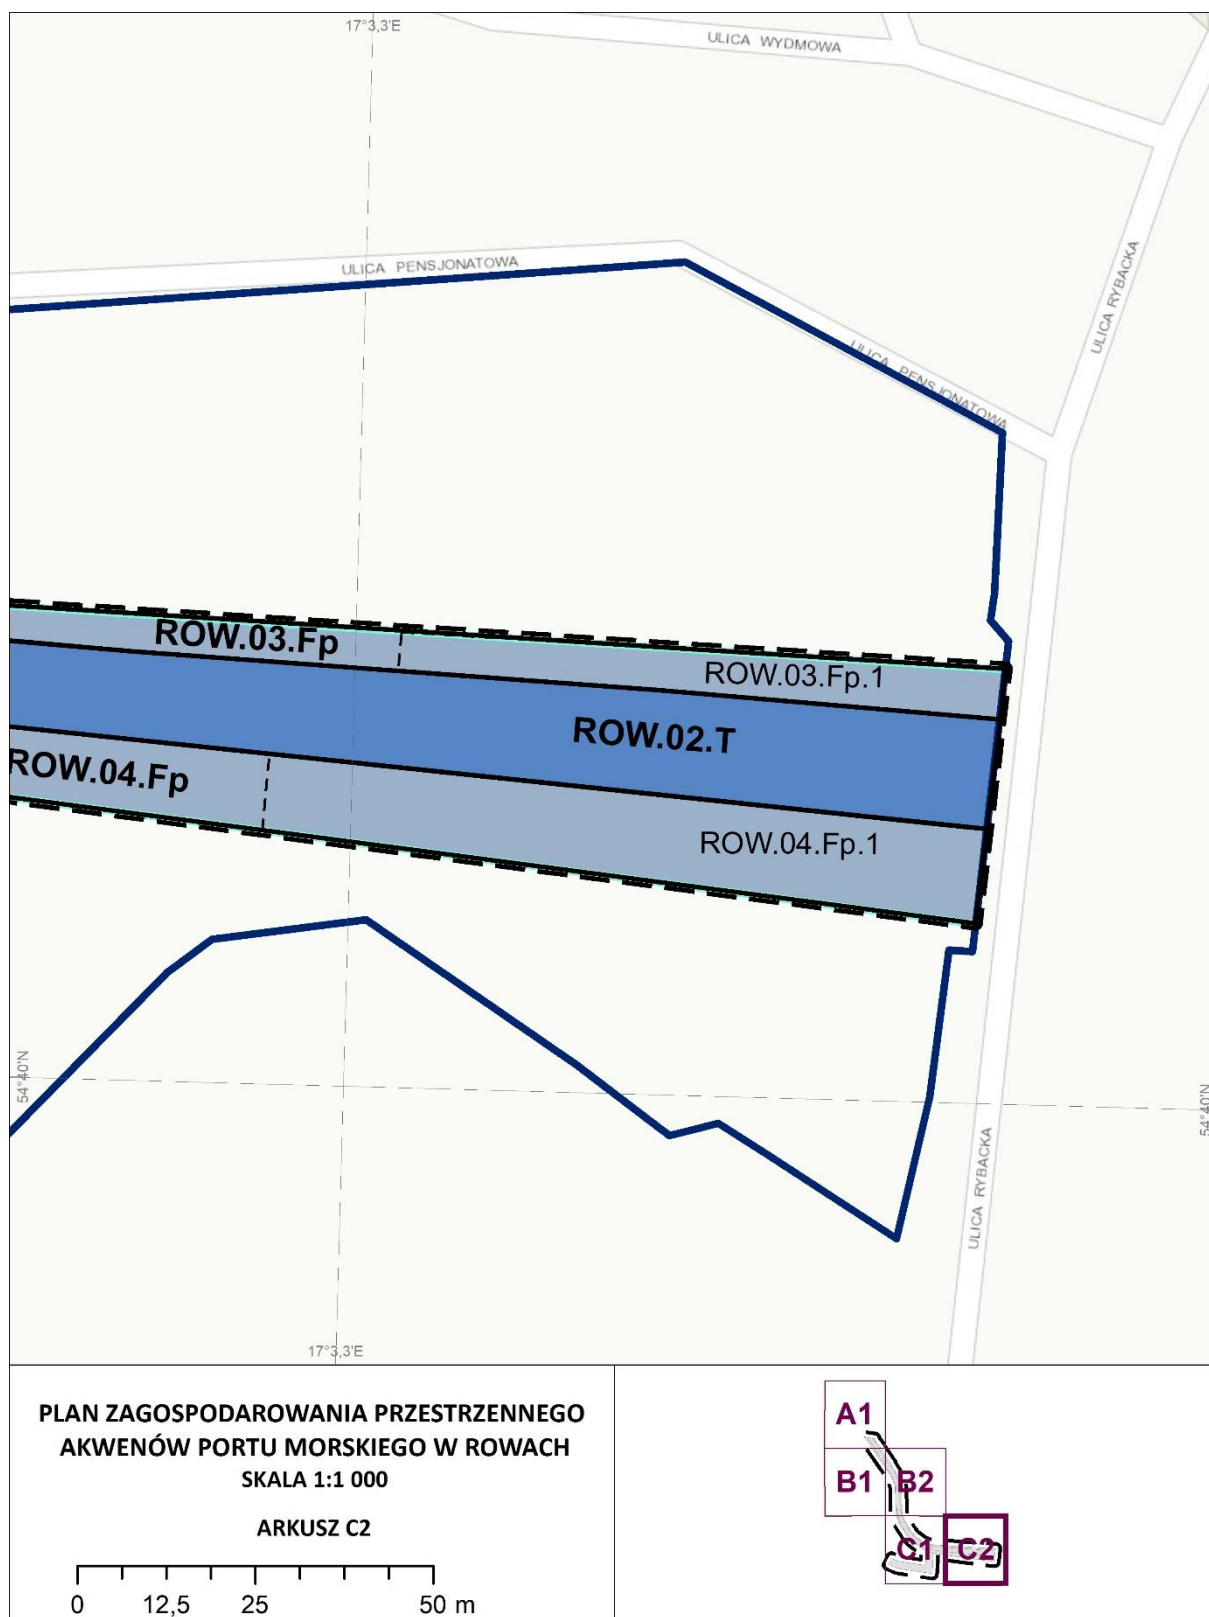 17°3,3'E
ULICA WYDMOWA
ULICA RYBACKA
ULICA PENSJONATOWA
ULICA PENSJONATOWA
ROW.03.Fp
ROW.03.Fp.1
ROW.02.T
ROW.04.Fp
ROW.04.Fp.1
54°40'N
54°40'N
ULICA RYBACKA
17°3,3'E
PLAN ZAGOSPODAROWANIA PRZESTRZENNEGO
AKWENÓW PORTU MORSKIEGO W ROWACH
SKALA 1:1 000
ARKUSZ C2
0 12,5 25 50 m
A1
B1 B2
C1 C2